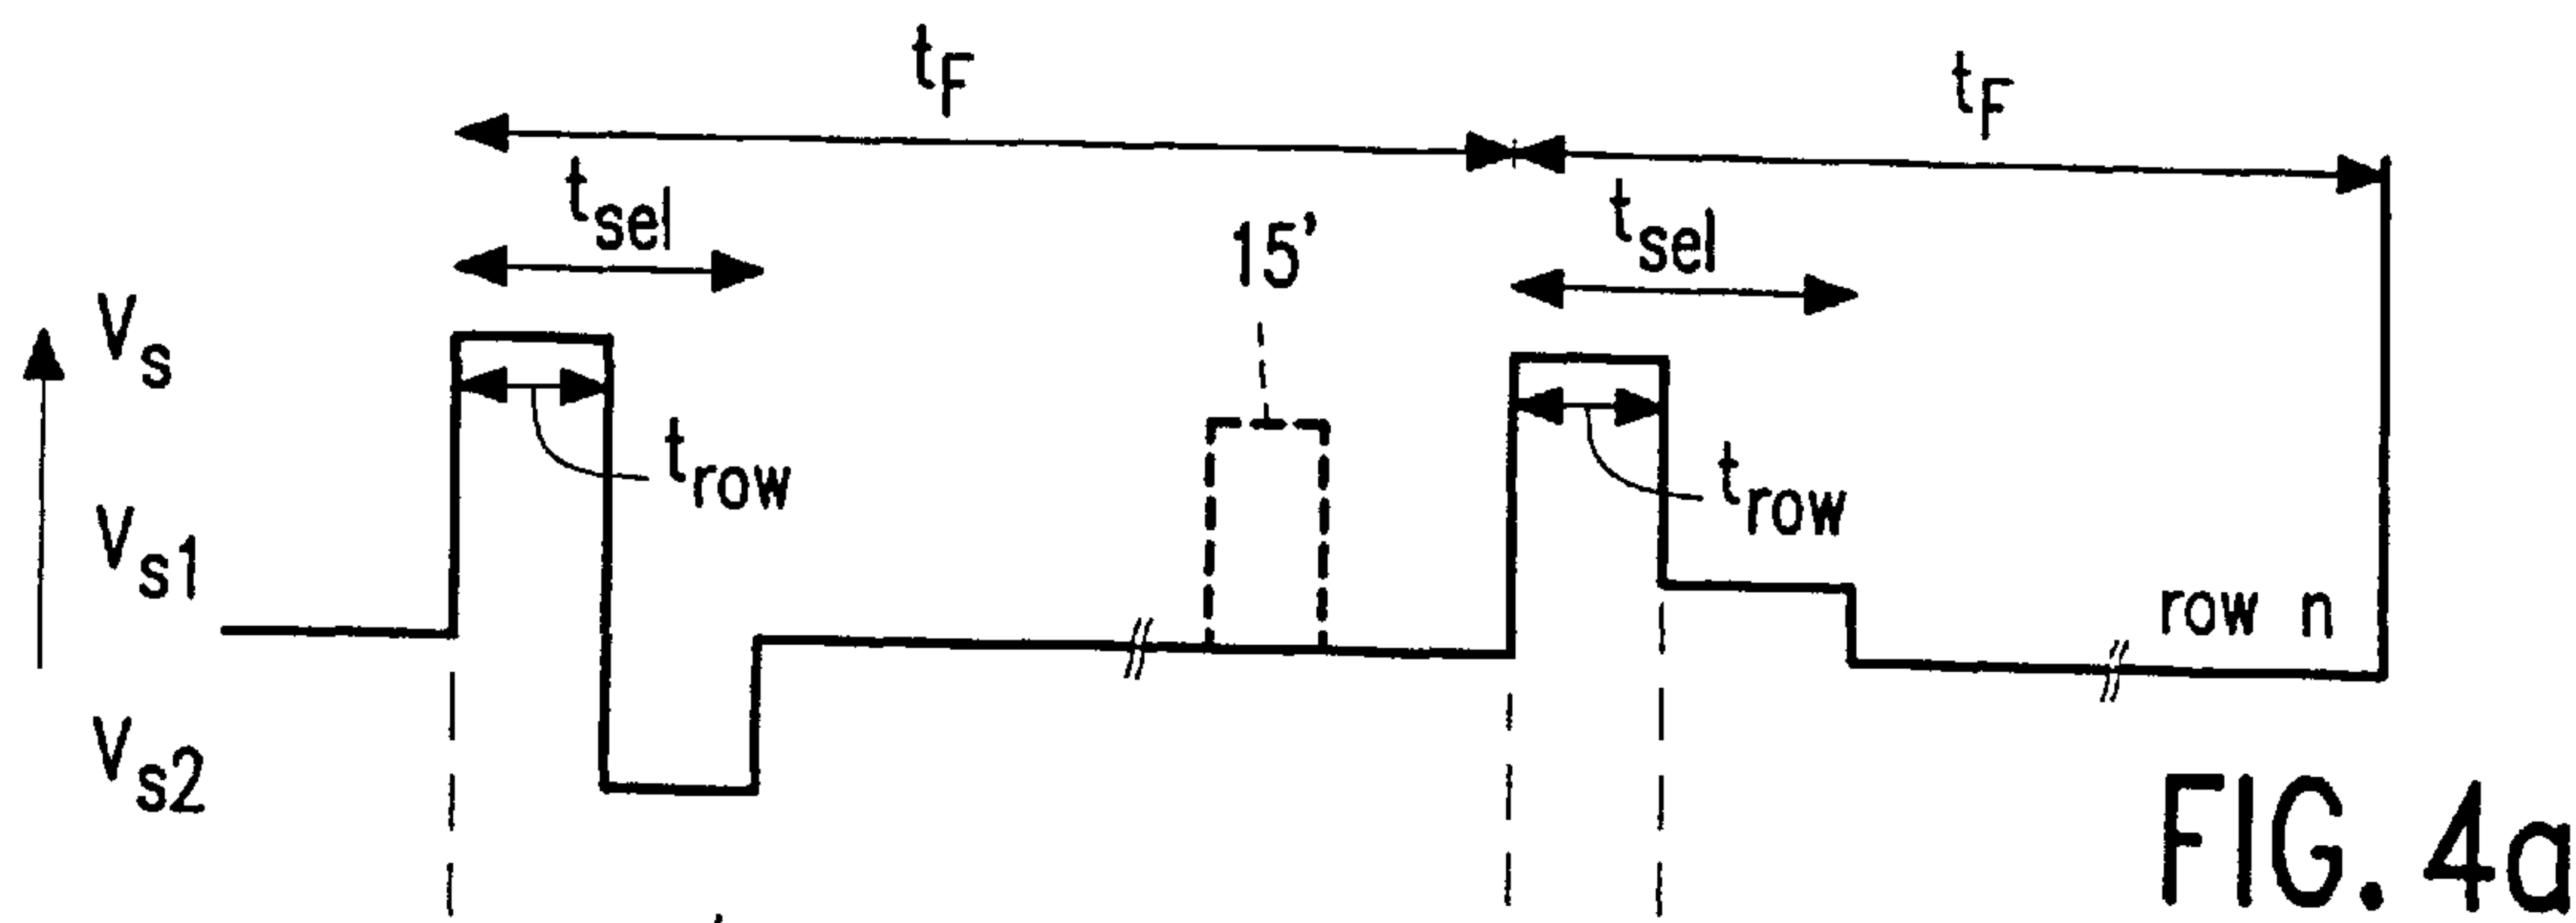 t_F
t_F
t_sel
t_sel
15'
V_s
t_row
t_row
V_s1
row n
V_s2
FIG. 4a